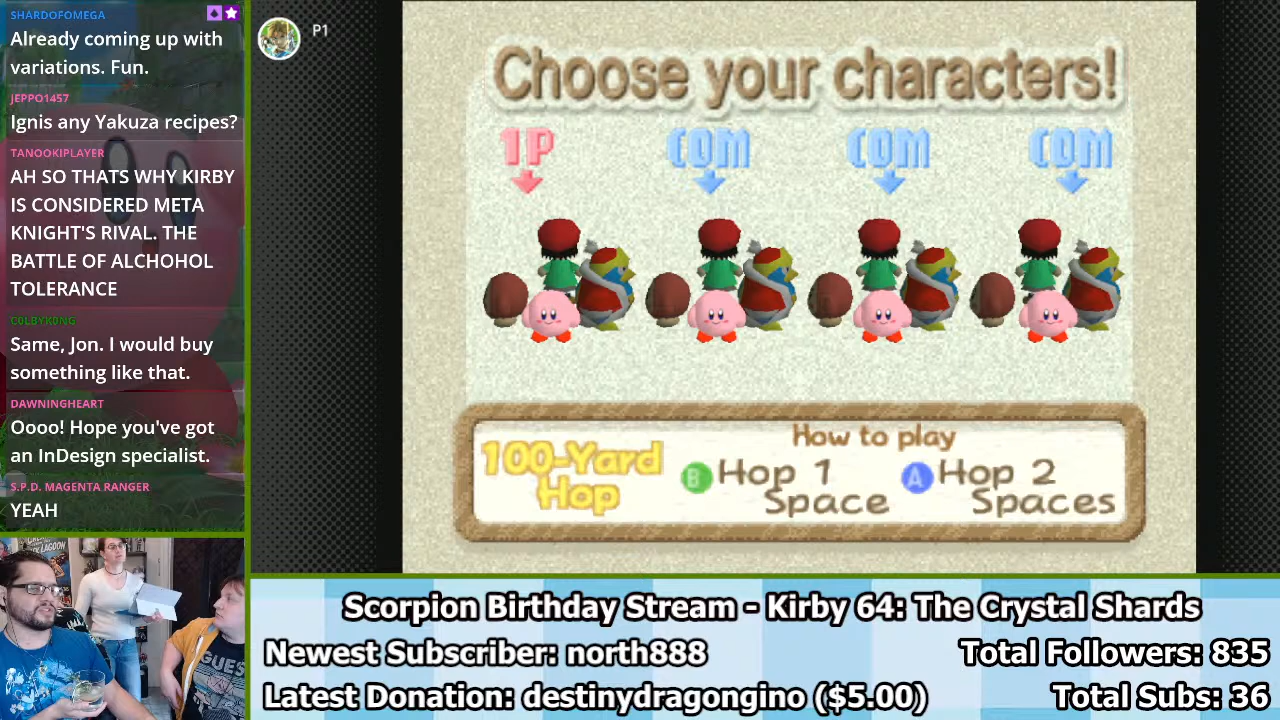 SHARDOFOMEGA
Already coming up with
variations. Fun.
JEPPO1457
Ignis any Yakuza recipes?
TANOOKIPLAYER
AH SO THATS WHY KIRBY
IS CONSIDERED META
KNIGHT'S RIVAL. THE
BATTLE OF ALCHOHOL
TOLERANCE
C0LBYK0NG
Same, Jon. I would buy
something like that.
DAWNINGHEART
Oooo! Hope you've got
an InDesign specialist.
S.P.D. MAGENTA RANGER
YEAH
P1
Choose your characters!
1P COM COM COM
How to play
100-Yard
Hop
B Hop 1
Space
A Hop 2
Spaces
GUESS
Scorpion Birthday Stream - Kirby 64: The Crystal Shards
Newest Subscriber: north888
Total Followers: 835
Latest Donation: destinydragongino ($5.00)
Total Subs: 36